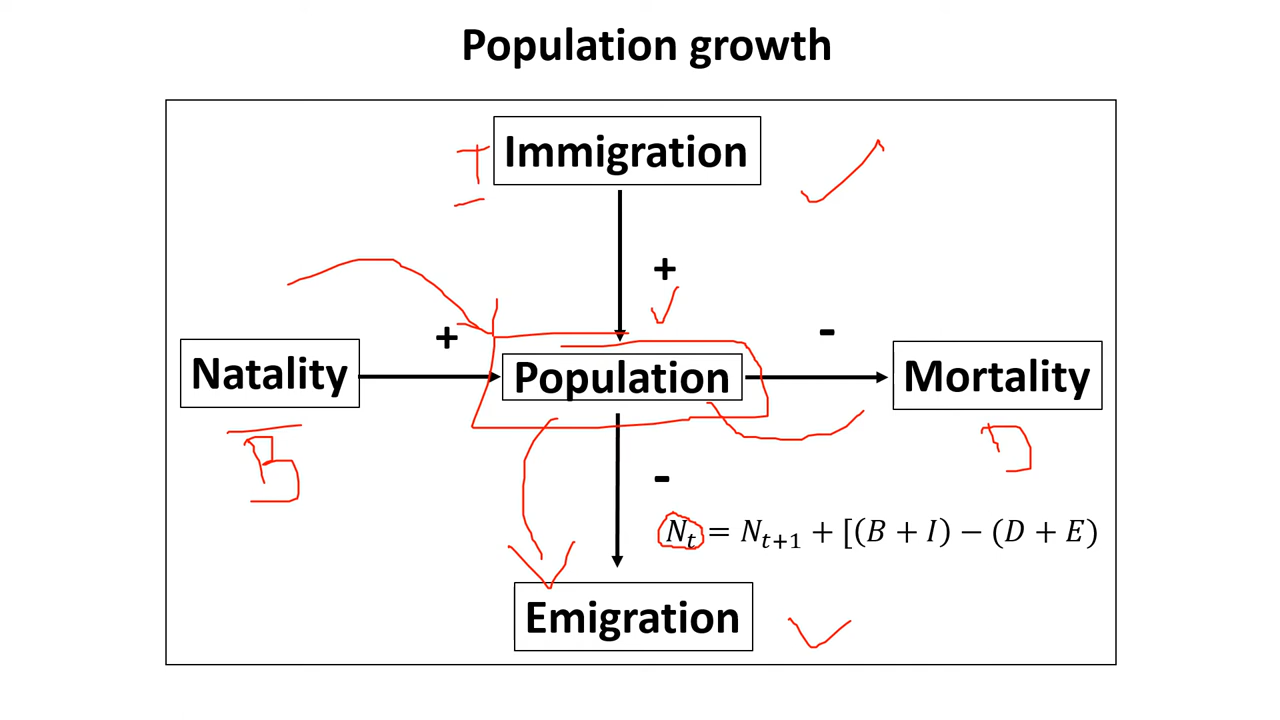 Population growth
I Immigration
+
+
-
Natality
Population
Mortality
B
D
-
N_t = N_{t+1} + [(B + I) − (D + E)
Emigration